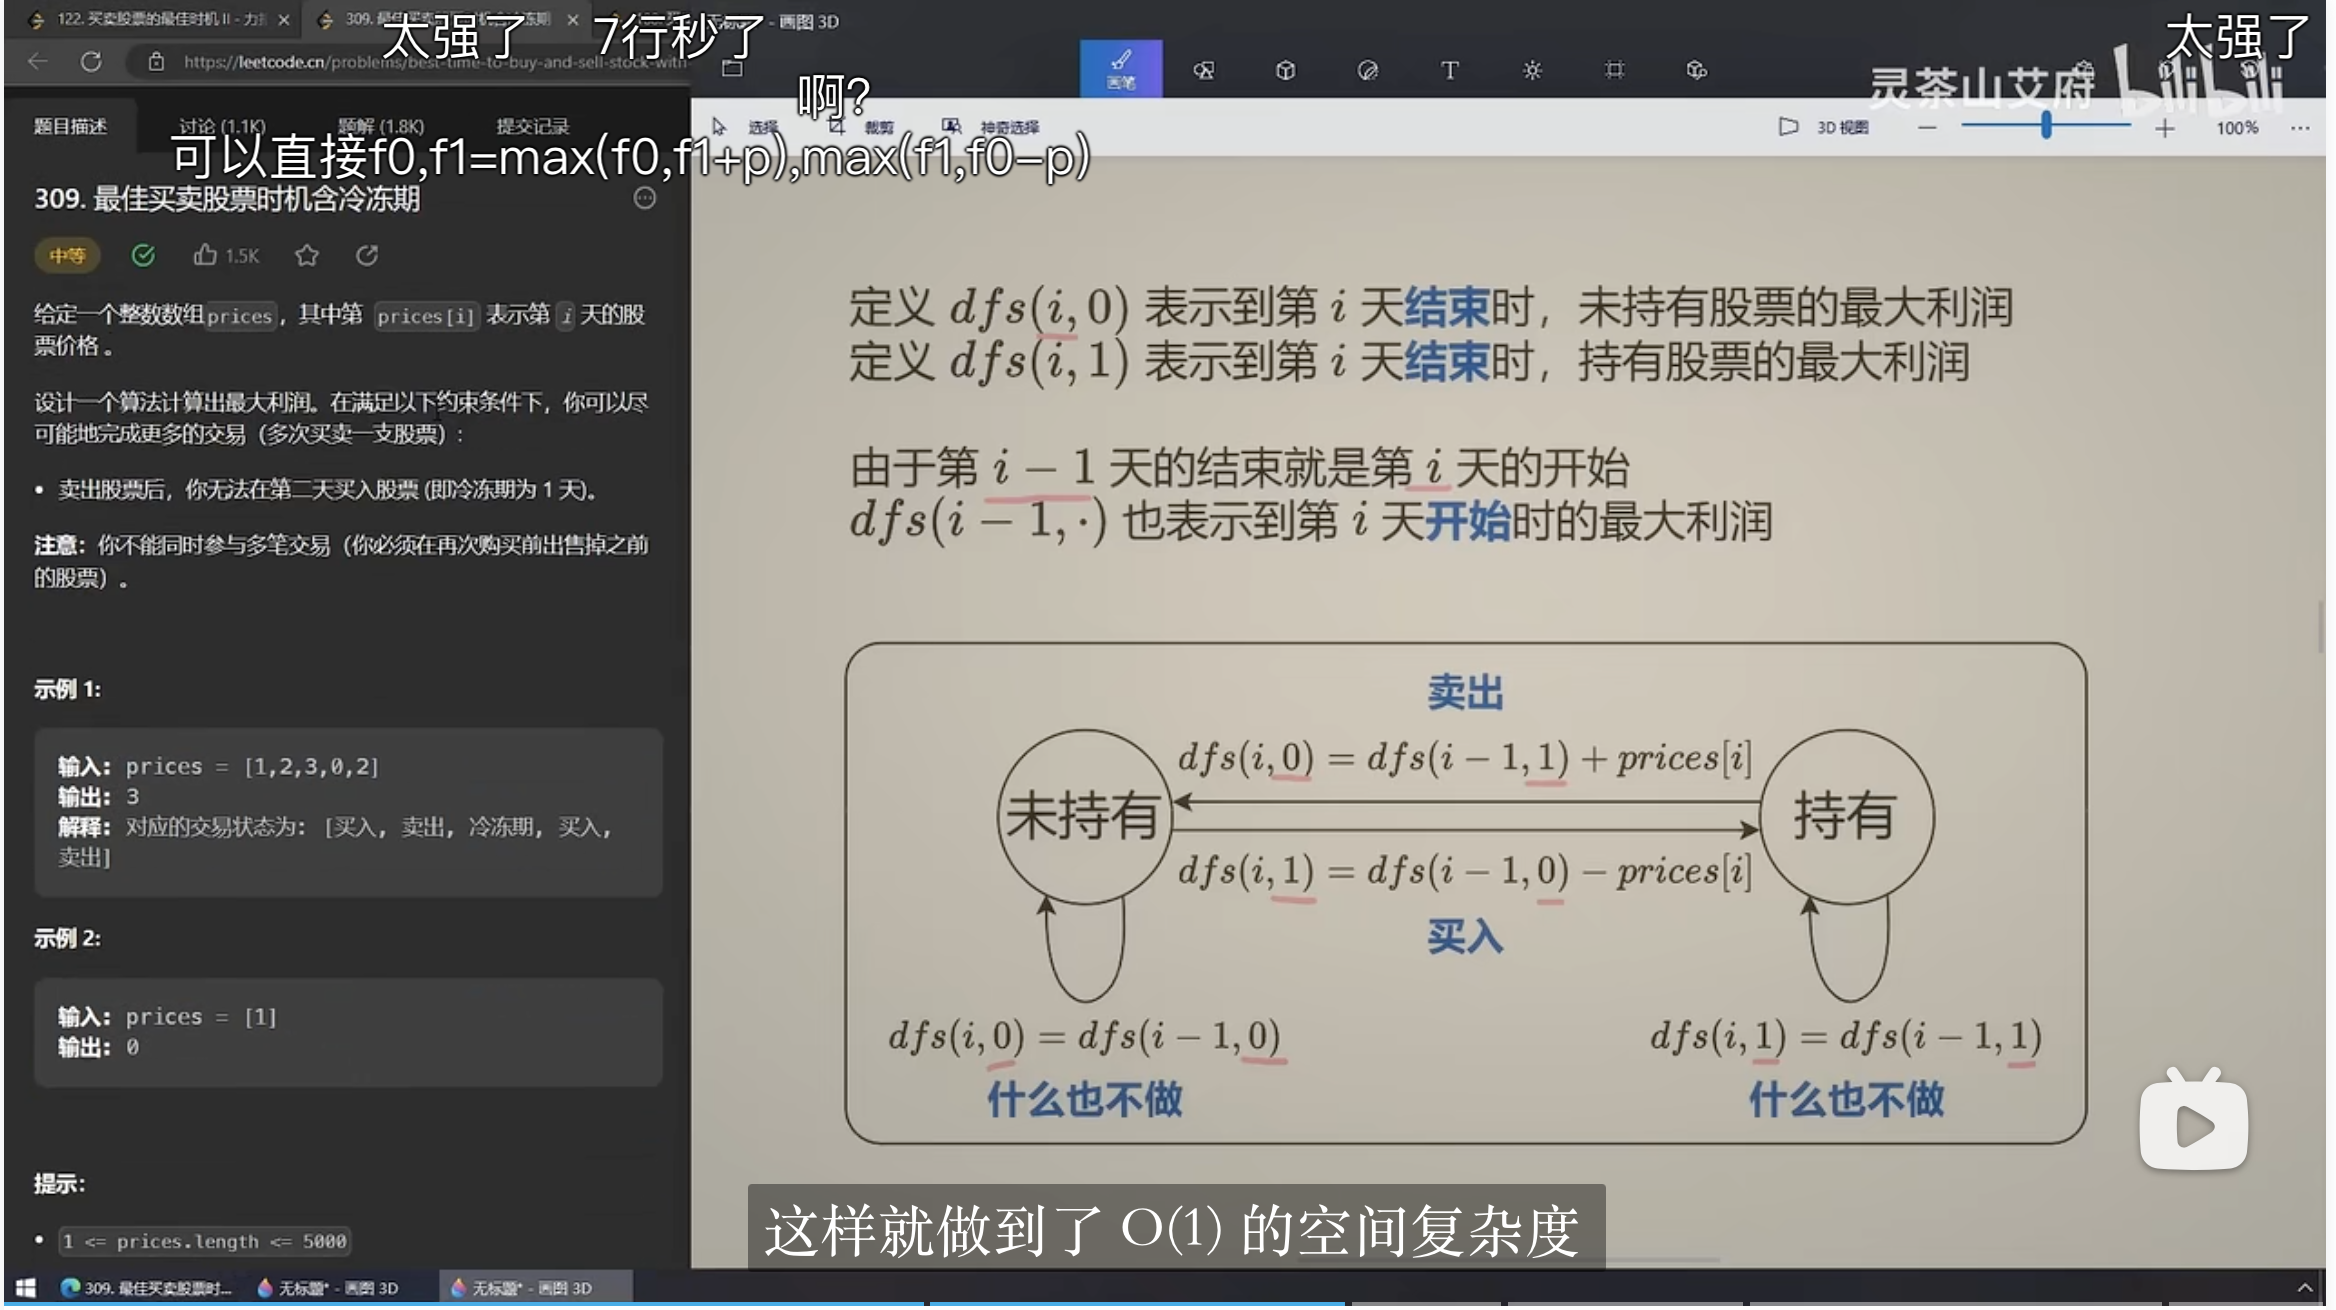 122. 买卖股票的最佳时机 II - 力
309. 最佳买卖股票时机含冷冻期
- 画图 3D
太强了
7行秒了
太强了
https://leetcode.cn/problems/best-time-to-buy-and-sell-stock-with
画笔
啊?
灵茶山艾府
bilibili
题目描述
讨论 (1.1K)
题解 (1.8K)
提交记录
选择
裁剪
神奇选择
3D 视图
100%
可以直接f0,f1=max(f0,f1+p),max(f1,f0-p)
309. 最佳买卖股票时机含冷冻期
中等
1.5K
给定一个整数数组prices，其中第 prices[i] 表示第 i 天的股
票价格 。
设计一个算法计算出最大利润。在满足以下约束条件下，你可以尽
可能地完成更多的交易（多次买卖一支股票）:
• 卖出股票后，你无法在第二天买入股票 (即冷冻期为 1 天)。
注意：你不能同时参与多笔交易（你必须在再次购买前出售掉之前
的股票）。
示例 1:
输入: prices = [1,2,3,0,2]
输出: 3
解释: 对应的交易状态为: [买入, 卖出, 冷冻期, 买入,
卖出]
示例 2:
输入: prices = [1]
输出: 0
提示:
• 1 <= prices.length <= 5000
定义 dfs(i, 0) 表示到第 i 天结束时，未持有股票的最大利润
定义 dfs(i, 1) 表示到第 i 天结束时，持有股票的最大利润
由于第 i − 1 天的结束就是第 i 天的开始
dfs(i − 1, ·) 也表示到第 i 天开始时的最大利润
卖出
dfs(i, 0) = dfs(i − 1, 1) + prices[i]
未持有
持有
dfs(i, 1) = dfs(i − 1, 0) − prices[i]
买入
dfs(i, 0) = dfs(i − 1, 0)
dfs(i, 1) = dfs(i − 1, 1)
什么也不做
什么也不做
这样就做到了 O(1) 的空间复杂度
309. 最佳买卖股票时...
无标题* - 画图 3D
无标题* - 画图 3D